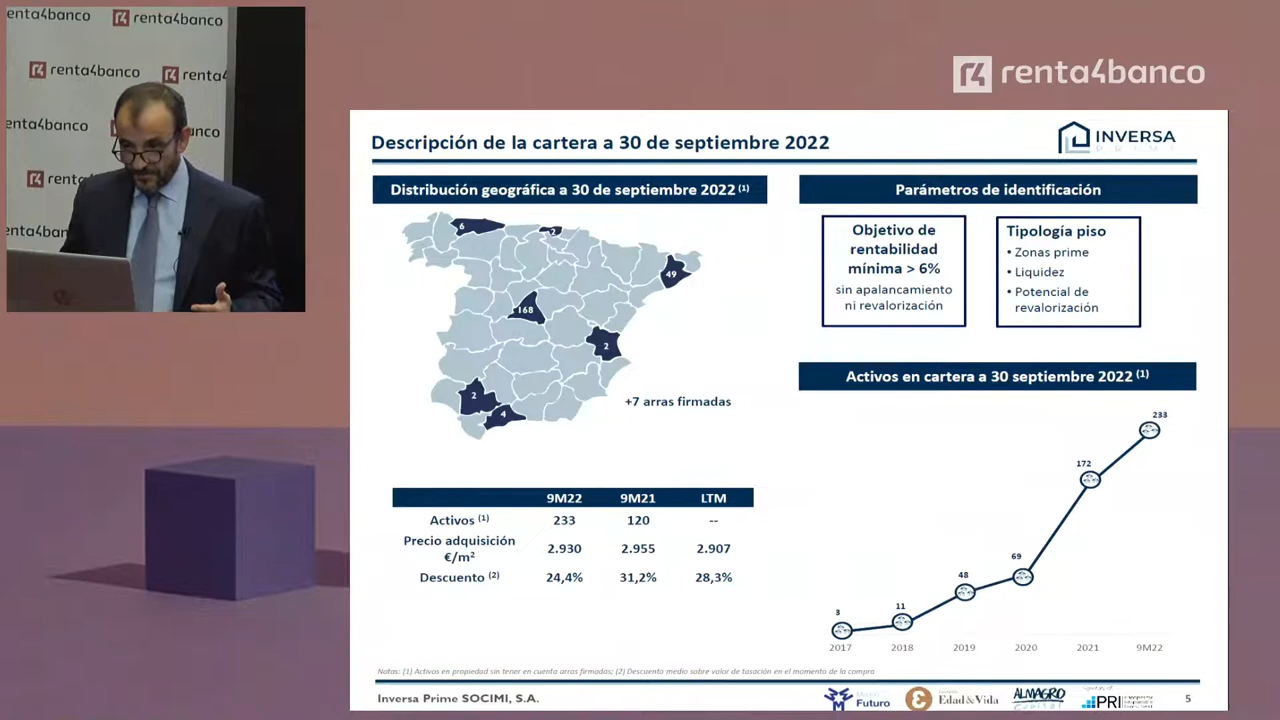 enta4banco
renta4banco
renta4banco
renta4
renta4banco
enta4banco
renta4banco
Descripción de la cartera a 30 de septiembre 2022
INVERSA
PRIME
Distribución geográfica a 30 de septiembre 2022 (1)
6
2
49
168
2
2
4
+7 arras firmadas
9M22 9M21 LTM
Activos (1) 233 120 --
Precio adquisición
€/m² 2.930 2.955 2.907
Descuento (2) 24,4% 31,2% 28,3%
Parámetros de identificación
Objetivo de
rentabilidad
mínima > 6%
sin apalancamiento
ni revalorización
Tipología piso
• Zonas prime
• Liquidez
• Potencial de
revalorización
Activos en cartera a 30 septiembre 2022 (1)
233
172
69
48
11
3
2017 2018 2019 2020 2021 9M22
Notas: (1) Activos en propiedad sin tener en cuenta arras firmadas; (2) Descuento medio sobre valor de tasación en el momento de la compra
Inversa Prime SOCIMI, S.A.
Futuro
Edad&Vida
ALMAGRO
Capital
PRI
5